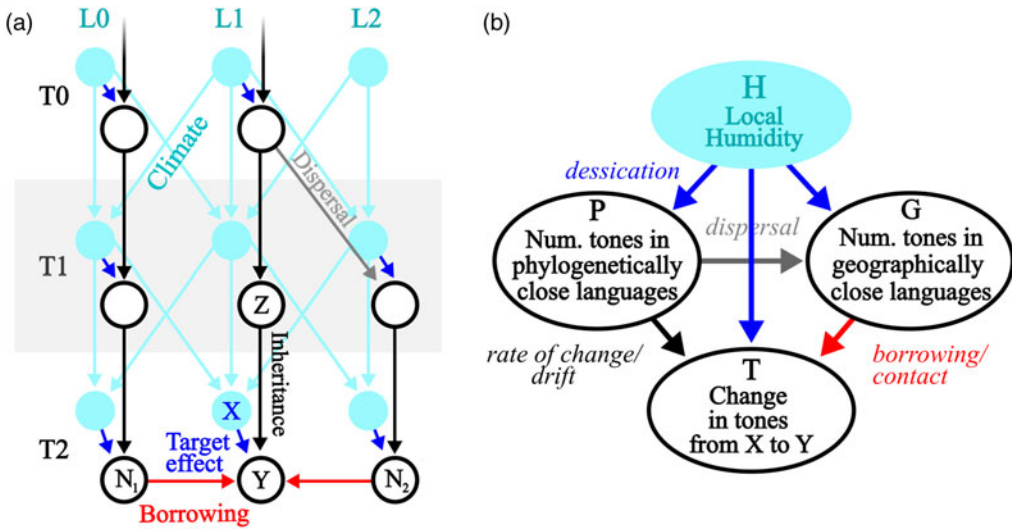 (a)
L0 L1 L2
T0
Climate
Dispersal
T1
Z
Inheritance
X
T2
Target
effect
N1 Y N2
Borrowing
(b)
H
Local
Humidity
dessication
P
Num. tones in
phylogenetically
close languages
dispersal
G
Num. tones in
geographically
close languages
rate of change/
drift
borrowing/
contact
T
Change
in tones
from X to Y